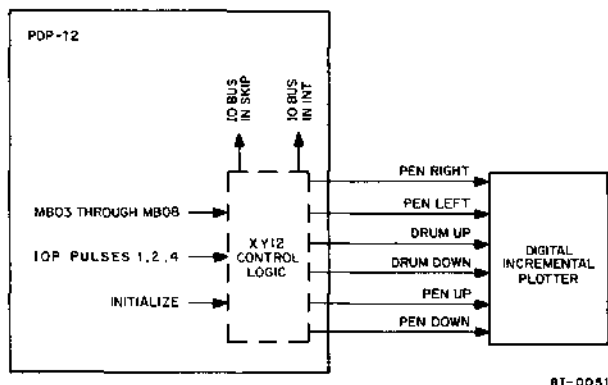 PDP-12
IO BUS
IN SKIP
IO BUS
IN INT
MB03 THROUGH MB08
IOP PULSES 1,2,4
INITIALIZE
XY12
CONTROL
LOGIC
PEN RIGHT
PEN LEFT
DRUM UP
DRUM DOWN
PEN UP
PEN DOWN
DIGITAL
INCREMENTAL
PLOTTER
8I-0051